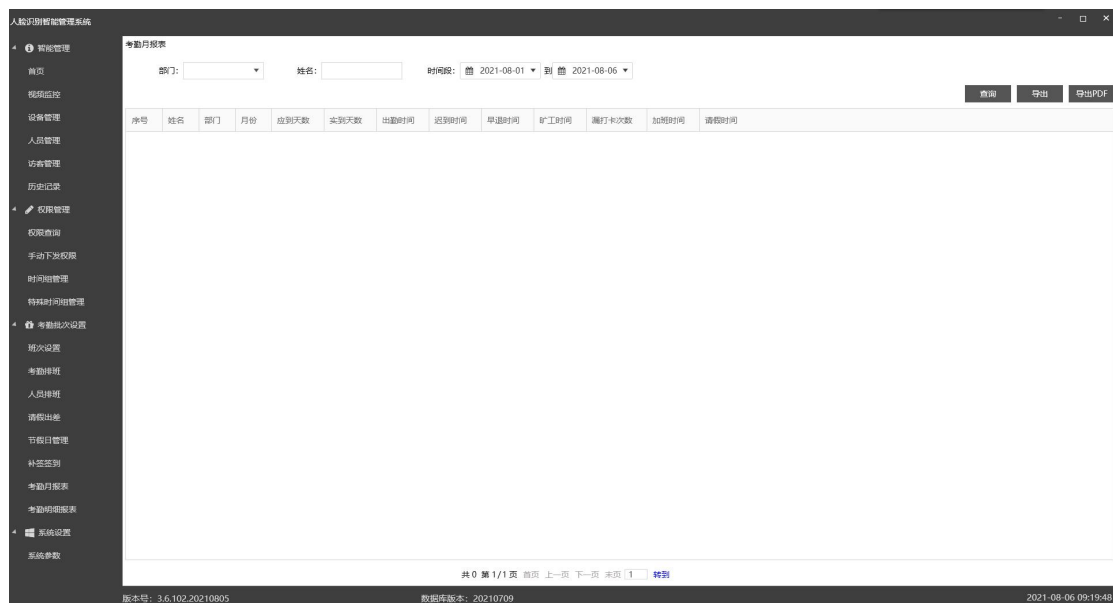 人脸识别智能管理系统
智能管理
首页
视频监控
设备管理
人员管理
访客管理
历史记录
权限管理
权限查询
手动下发权限
时间组管理
特殊时间组管理
考勤批次设置
班次设置
考勤排班
人员排班
请假出差
节假日管理
补签签到
考勤月报表
考勤明细报表
系统设置
系统参数
考勤月报表
部门: 姓名: 时间段: 2021-08-01 到 2021-08-06
查询 导出 导出PDF
序号 姓名 部门 月份 应到天数 实到天数 出勤时间 迟到时间 早退时间 旷工时间 漏打卡次数 加班时间 请假时间
共0 第1/1页 首页 上一页 下一页 末页 1 转到
版本号: 3.6.102.20210805 数据库版本: 20210709 2021-08-06 09:19:48